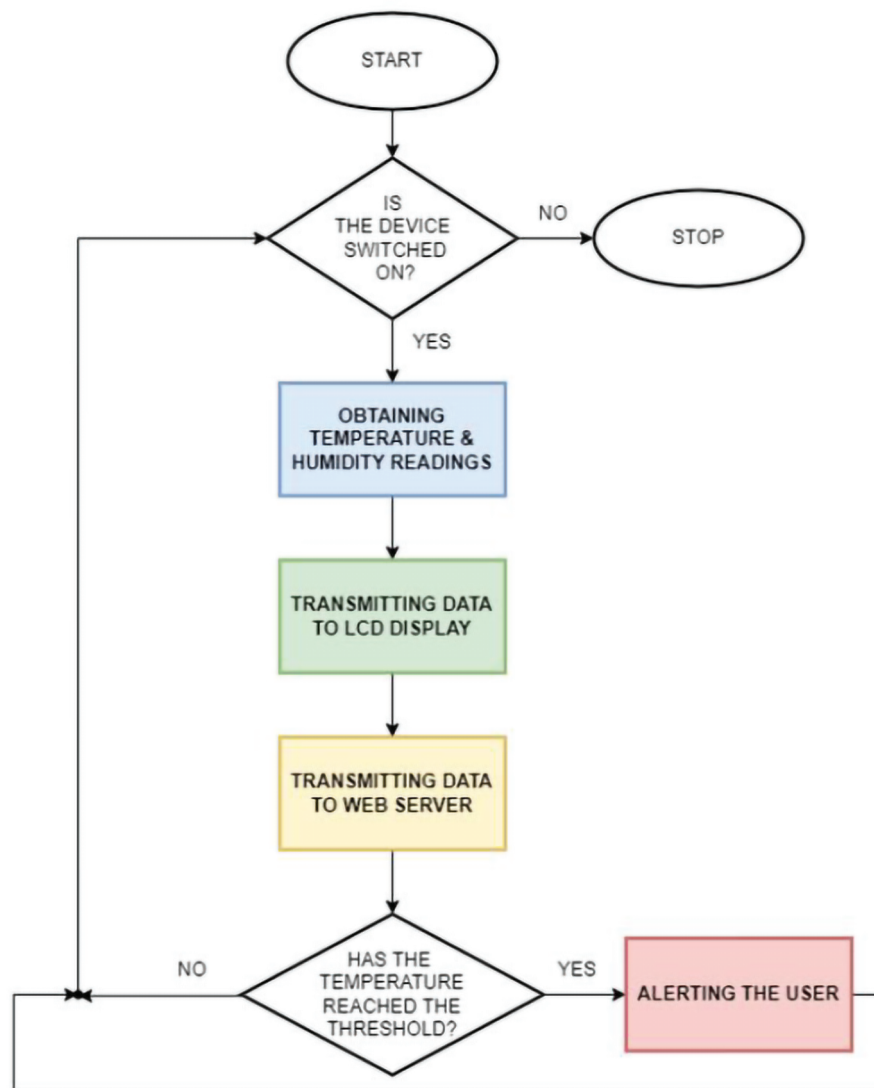 START
IS
THE DEVICE
SWITCHED
ON?
NO
STOP
YES
OBTAINING
TEMPERATURE &
HUMIDITY READINGS
TRANSMITTING DATA
TO LCD DISPLAY
TRANSMITTING DATA
TO WEB SERVER
NO
HAS THE
TEMPERATURE
REACHED THE
THRESHOLD?
YES
ALERTING THE USER